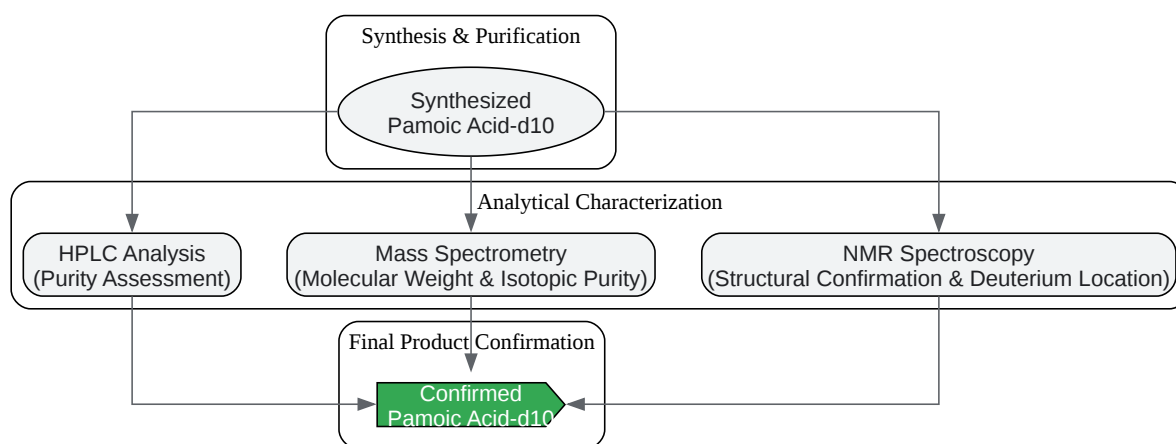 Synthesis & Purification
Synthesized
Pamoic Acid-d10
Analytical Characterization
HPLC Analysis
(Purity Assessment)
Mass Spectrometry
(Molecular Weight & Isotopic Purity)
NMR Spectroscopy
(Structural Confirmation & Deuterium Location)
Final Product Confirmation
Confirmed
Pamoic Acid-d10